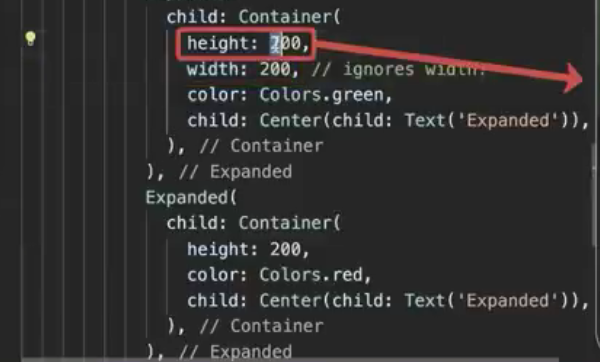 child: Container(
height: 200,
width: 200, // ignores width!
color: Colors.green,
child: Center(child: Text('Expanded')),
), // Container
), // Expanded
Expanded(
child: Container(
height: 200,
color: Colors.red,
child: Center(child: Text('Expanded')),
), // Container
), // Expanded